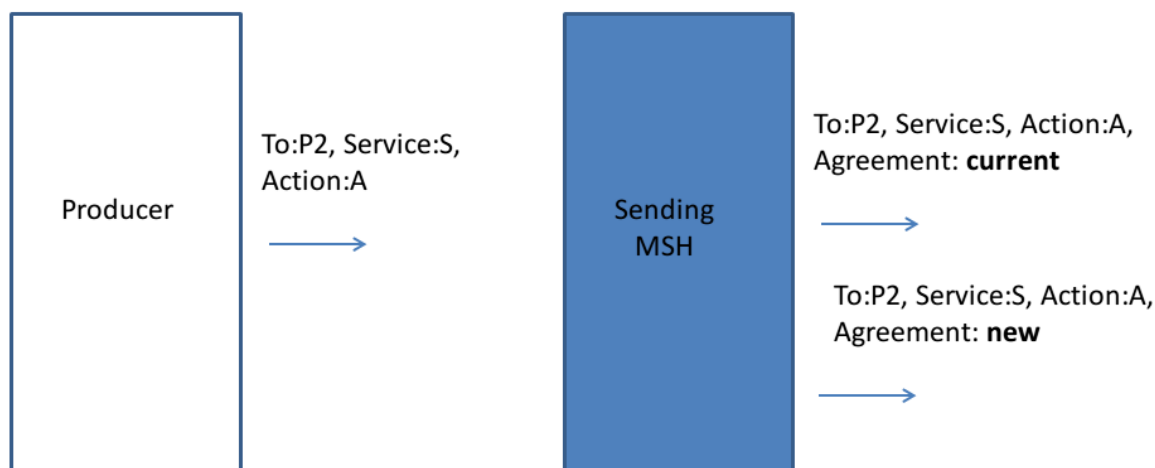 Producer
To:P2, Service:S,
Action:A
Sending
MSH
To:P2, Service:S, Action:A,
Agreement: current
To:P2, Service:S, Action:A,
Agreement: new